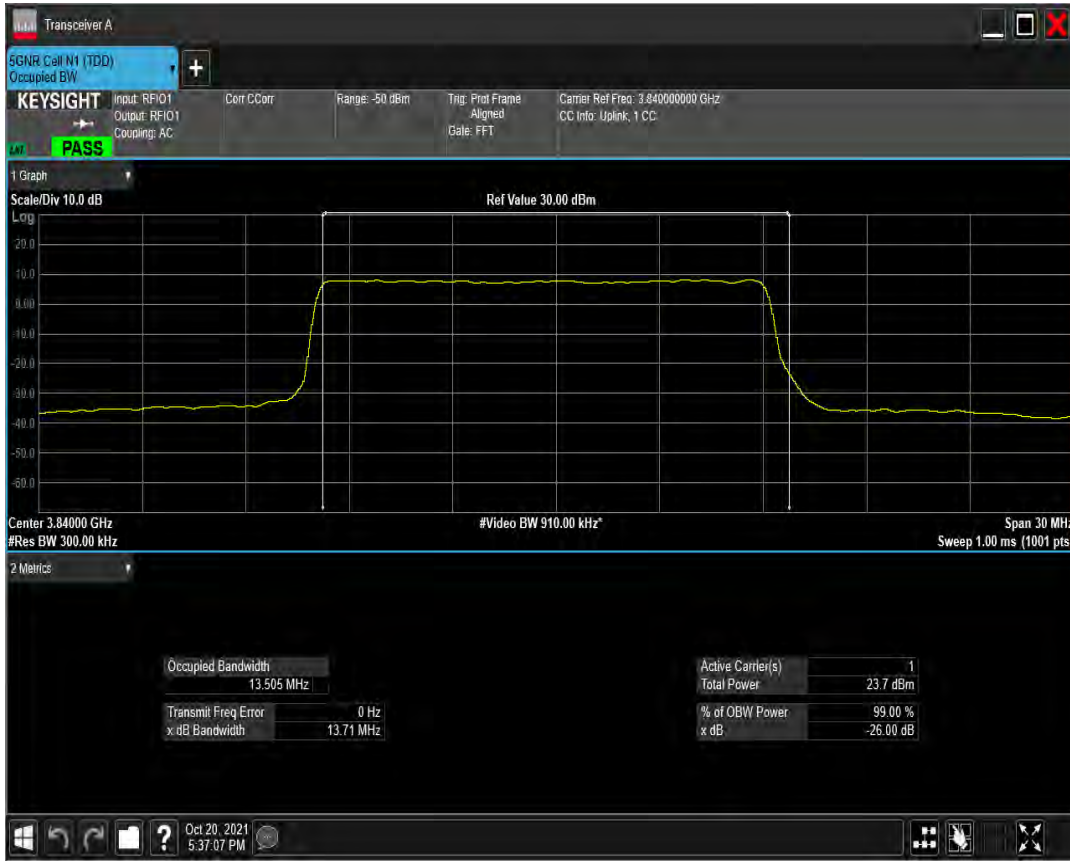 Transceiver A
5GNR Cell N1 (TDD)
Occupied BW
+
KEYSIGHT
Input: RFIO1
Output: RFIO1
Coupling: AC
Corr CCorr
Range: -50 dBm
Trig: Prot Frame
Aligned
Gate: FFT
Carrier Ref Freq: 3.840000000 GHz
CC Info: Uplink, 1 CC
PASS
1 Graph
Scale/Div 10.0 dB
Ref Value 30.00 dBm
Log
20.0
10.0
0.00
-10.0
-20.0
-30.0
-40.0
-50.0
-60.0
Center 3.84000 GHz
#Video BW 910.00 kHz*
Span 30 MHz
#Res BW 300.00 kHz
Sweep 1.00 ms (1001 pts
2 Metrics
Occupied Bandwidth
13.505 MHz
Transmit Freq Error 0 Hz
x dB Bandwidth 13.71 MHz
Active Carrier(s) 1
Total Power 23.7 dBm
% of OBW Power 99.00 %
x dB -26.00 dB
?
Oct 20, 2021
5:37:07 PM